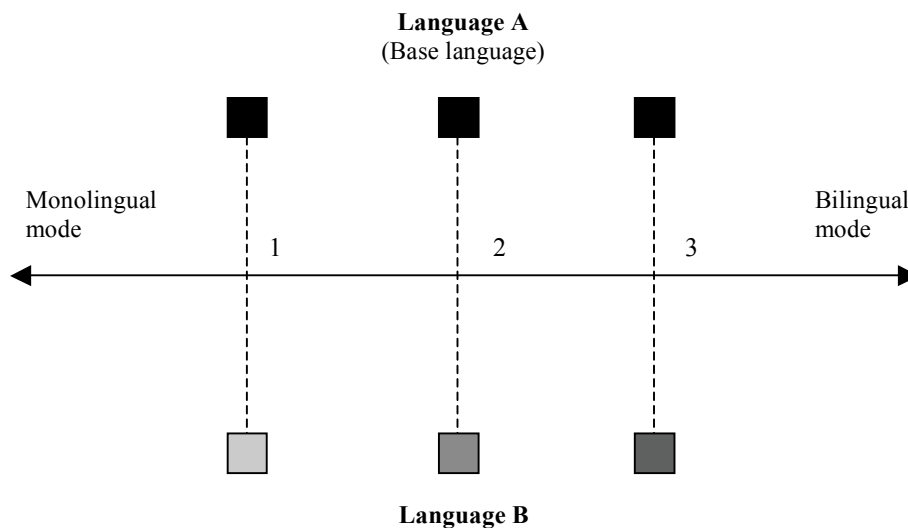 Language A
(Base language)
Monolingual
mode
Bilingual
mode
1
2
3
Language B